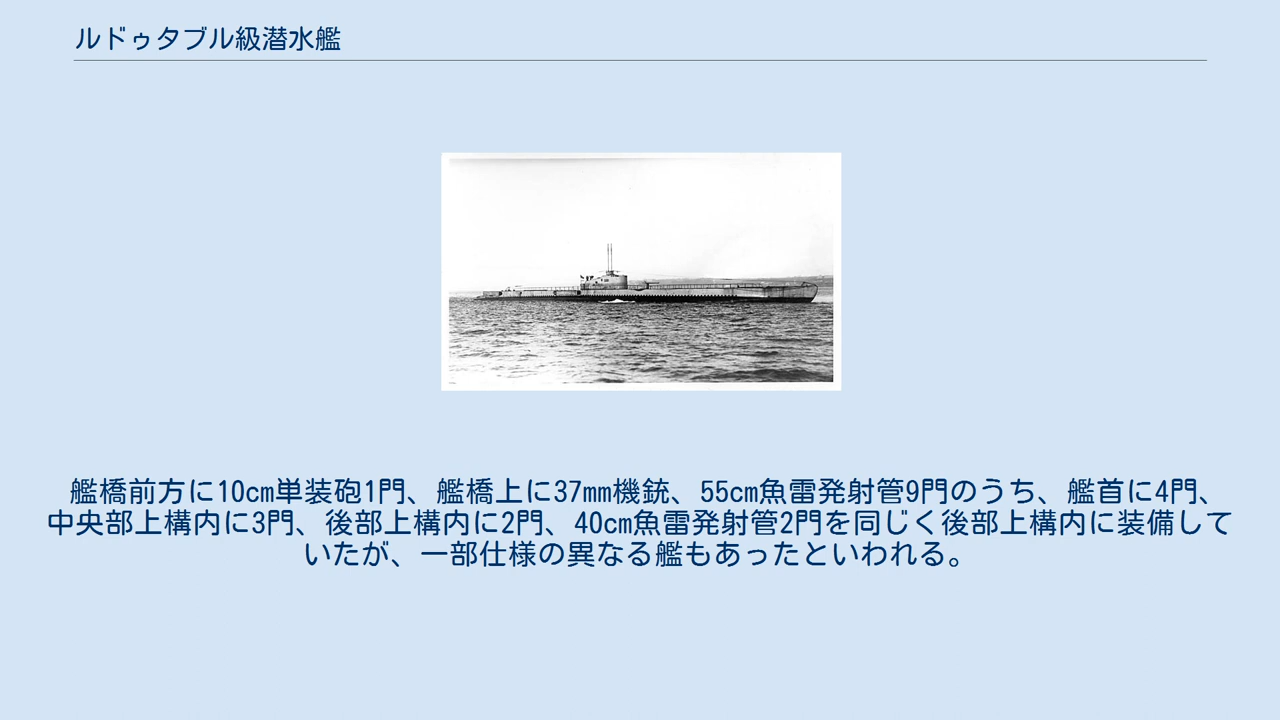 ルドゥタブル級潜水艦
艦橋前方に10cm単装砲1門、艦橋上に37mm機銃、55cm魚雷発射管9門のうち、艦首に4門、
中央部上構内に3門、後部上構内に2門、40cm魚雷発射管2門を同じく後部上構内に装備して
いたが、一部仕様の異なる艦もあったといわれる。